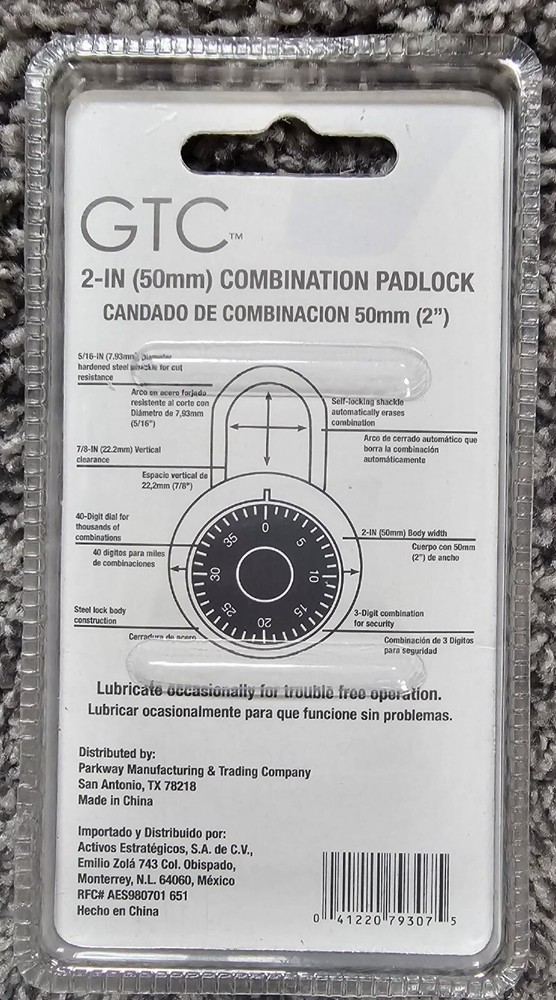 GTC™
2-IN (50mm) COMBINATION PADLOCK
CANDADO DE COMBINACION 50mm (2”)
5/16-IN (7.93mm) Diameter
hardened steel shackle for cut
resistance
Arco en acero forjado
resistente al corte con
Diámetro de 7,93mm
(5/16”)
Self-locking shackle
automatically erases
combination
Arco de cerrado automático que
borra la combinación
automáticamente
7/8-IN (22.2mm) Vertical
clearance
Espacio vertical de
22,2mm (7/8”)
40-Digit dial for
thousands of
combinations
40 digitos para miles
de combinaciones
2-IN (50mm) Body width
Cuerpo con 50mm
(2”) de ancho
0
5
10
15
20
25
30
35
Steel lock body
construction
Cerradura de acero
3-Digit combination
for security
Combinación de 3 Digitos
para seguridad
Lubricate occasionally for trouble free operation.
Lubricar ocasionalmente para que funcione sin problemas.
Distributed by:
Parkway Manufacturing & Trading Company
San Antonio, TX 78218
Made in China
Importado y Distribuido por:
Activos Estratégicos, S.A. de C.V.,
Emilio Zolá 743 Col. Obispado,
Monterrey, N.L. 64060, México
RFC# AES980701 651
Hecho en China
0 41220 79307 5